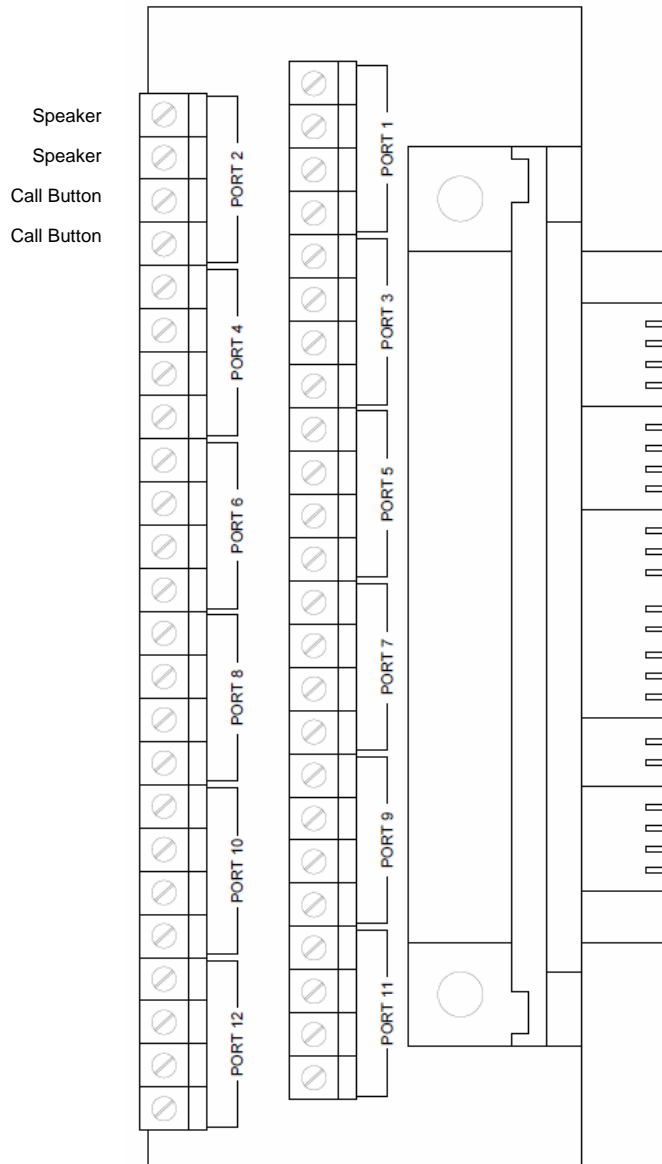 Speaker
Speaker
Call Button
Call Button
PORT 2
PORT 4
PORT 6
PORT 8
PORT 10
PORT 12
PORT 1
PORT 3
PORT 5
PORT 7
PORT 9
PORT 11